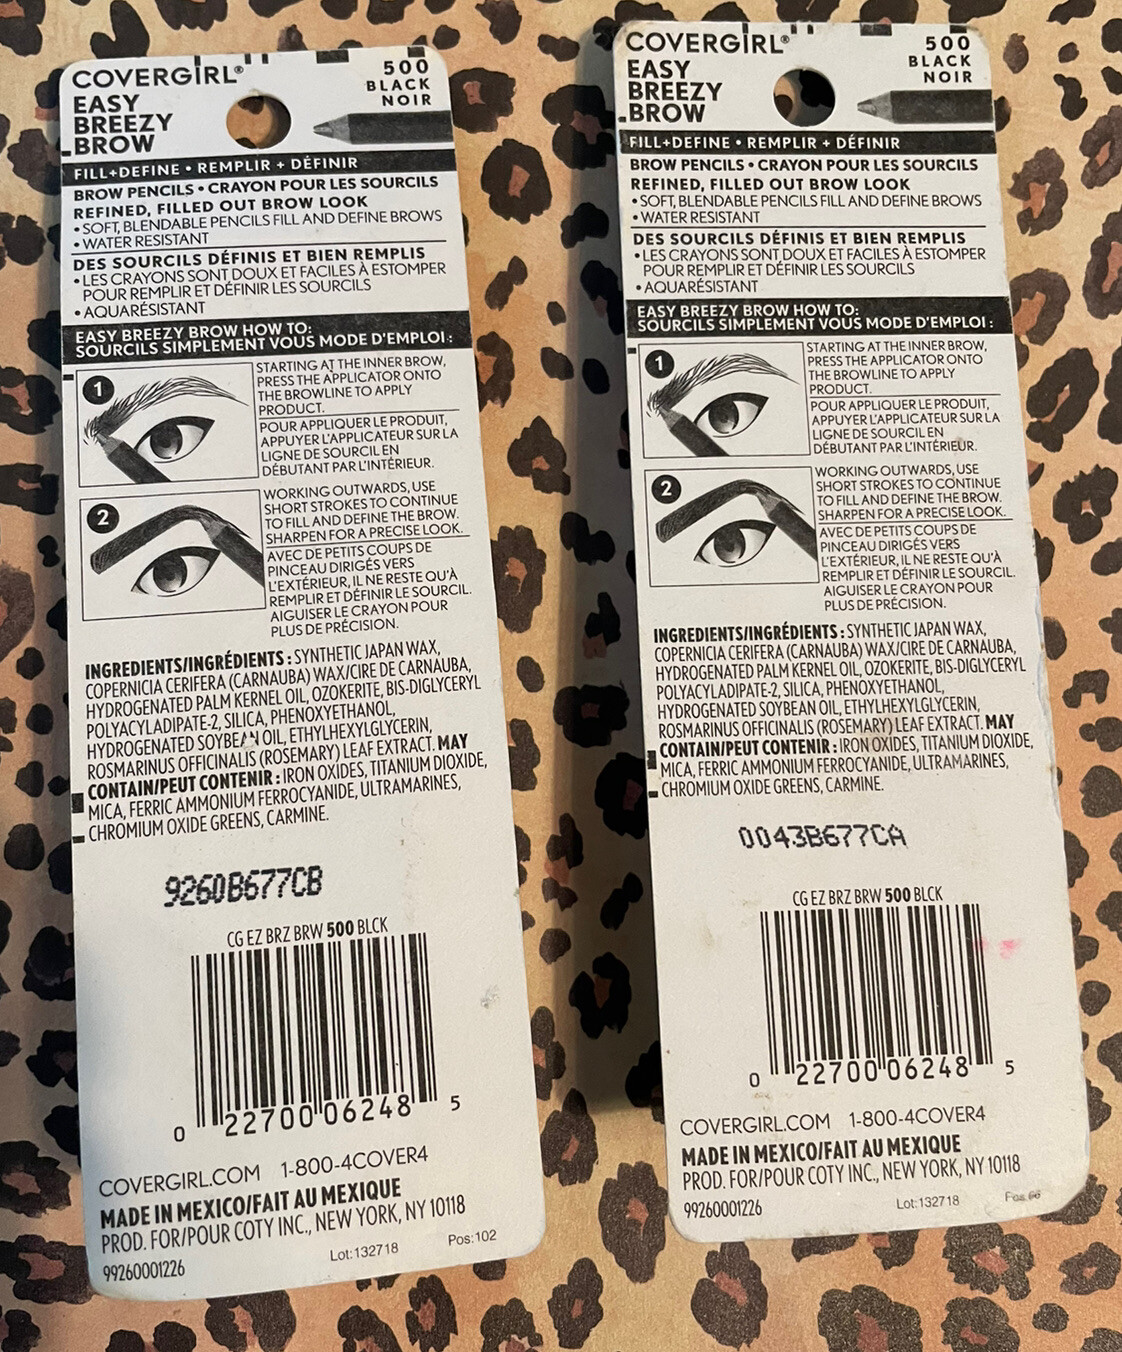 COVERGIRL®
EASY
BREEZY
BROW
500
BLACK
NOIR
FILL+DEFINE • REMPLIR + DÉFINIR
BROW PENCILS • CRAYON POUR LES SOURCILS
REFINED, FILLED OUT BROW LOOK
• SOFT, BLENDABLE PENCILS FILL AND DEFINE BROWS
• WATER RESISTANT
DES SOURCILS DÉFINIS ET BIEN REMPLIS
• LES CRAYONS SONT DOUX ET FACILES À ESTOMPER
POUR REMPLIR ET DÉFINIR LES SOURCILS
• AQUARÉSISTANT
EASY BREEZY BROW HOW TO:
SOURCILS SIMPLEMENT VOUS MODE D'EMPLOI :
1
STARTING AT THE INNER BROW,
PRESS THE APPLICATOR ONTO
THE BROWLINE TO APPLY
PRODUCT.
POUR APPLIQUER LE PRODUIT,
APPUYER L'APPLICATEUR SUR LA
LIGNE DE SOURCIL EN
DÉBUTANT PAR L'INTÉRIEUR.
2
WORKING OUTWARDS, USE
SHORT STROKES TO CONTINUE
TO FILL AND DEFINE THE BROW.
SHARPEN FOR A PRECISE LOOK.
AVEC DE PETITS COUPS DE
PINCEAU DIRIGÉS VERS
L'EXTÉRIEUR, IL NE RESTE QU'À
REMPLIR ET DÉFINIR LE SOURCIL.
AIGUISER LE CRAYON POUR
PLUS DE PRÉCISION.
INGREDIENTS/INGRÉDIENTS : SYNTHETIC JAPAN WAX,
COPERNICIA CERIFERA (CARNAUBA) WAX/CIRE DE CARNAUBA,
HYDROGENATED PALM KERNEL OIL, OZOKERITE, BIS-DIGLYCERYL
POLYACYLADIPATE-2, SILICA, PHENOXYETHANOL,
HYDROGENATED SOYBEAN OIL, ETHYLHEXYLGLYCERIN,
ROSMARINUS OFFICINALIS (ROSEMARY) LEAF EXTRACT. MAY
CONTAIN/PEUT CONTENIR : IRON OXIDES, TITANIUM DIOXIDE,
MICA, FERRIC AMMONIUM FERROCYANIDE, ULTRAMARINES,
CHROMIUM OXIDE GREENS, CARMINE.
9260B677CB
CG EZ BRZ BRW 500 BLCK
0 22700 06248 5
COVERGIRL.COM 1-800-4COVER4
MADE IN MEXICO/FAIT AU MEXIQUE
PROD. FOR/POUR COTY INC., NEW YORK, NY 10118
99260001226 Lot:132718 Pos:102
COVERGIRL®
EASY
BREEZY
BROW
500
BLACK
NOIR
FILL+DEFINE • REMPLIR + DÉFINIR
BROW PENCILS • CRAYON POUR LES SOURCILS
REFINED, FILLED OUT BROW LOOK
• SOFT, BLENDABLE PENCILS FILL AND DEFINE BROWS
• WATER RESISTANT
DES SOURCILS DÉFINIS ET BIEN REMPLIS
• LES CRAYONS SONT DOUX ET FACILES À ESTOMPER
POUR REMPLIR ET DÉFINIR LES SOURCILS
• AQUARÉSISTANT
EASY BREEZY BROW HOW TO:
SOURCILS SIMPLEMENT VOUS MODE D'EMPLOI :
1
STARTING AT THE INNER BROW,
PRESS THE APPLICATOR ONTO
THE BROWLINE TO APPLY
PRODUCT.
POUR APPLIQUER LE PRODUIT,
APPUYER L'APPLICATEUR SUR LA
LIGNE DE SOURCIL EN
DÉBUTANT PAR L'INTÉRIEUR.
2
WORKING OUTWARDS, USE
SHORT STROKES TO CONTINUE
TO FILL AND DEFINE THE BROW.
SHARPEN FOR A PRECISE LOOK.
AVEC DE PETITS COUPS DE
PINCEAU DIRIGÉS VERS
L'EXTÉRIEUR, IL NE RESTE QU'À
REMPLIR ET DÉFINIR LE SOURCIL.
AIGUISER LE CRAYON POUR
PLUS DE PRÉCISION.
INGREDIENTS/INGRÉDIENTS : SYNTHETIC JAPAN WAX,
COPERNICIA CERIFERA (CARNAUBA) WAX/CIRE DE CARNAUBA,
HYDROGENATED PALM KERNEL OIL, OZOKERITE, BIS-DIGLYCERYL
POLYACYLADIPATE-2, SILICA, PHENOXYETHANOL,
HYDROGENATED SOYBEAN OIL, ETHYLHEXYLGLYCERIN,
ROSMARINUS OFFICINALIS (ROSEMARY) LEAF EXTRACT. MAY
CONTAIN/PEUT CONTENIR : IRON OXIDES, TITANIUM DIOXIDE,
MICA, FERRIC AMMONIUM FERROCYANIDE, ULTRAMARINES,
CHROMIUM OXIDE GREENS, CARMINE.
0043B677CA
CG EZ BRZ BRW 500 BLCK
0 22700 06248 5
COVERGIRL.COM 1-800-4COVER4
MADE IN MEXICO/FAIT AU MEXIQUE
PROD. FOR/POUR COTY INC., NEW YORK, NY 10118
99260001226 Lot:132718